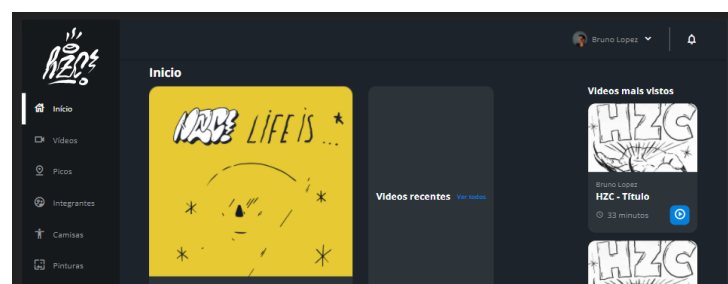 HZC
Bruno Lopez
Inicio
Início
Vídeos
Picos
Integrantes
Camisas
Pinturas
LIFE IS ...
Videos recentes Ver todos
Videos mais vistos
HZC
Bruno Lopez
HZC - Título
33 minutos
HZC